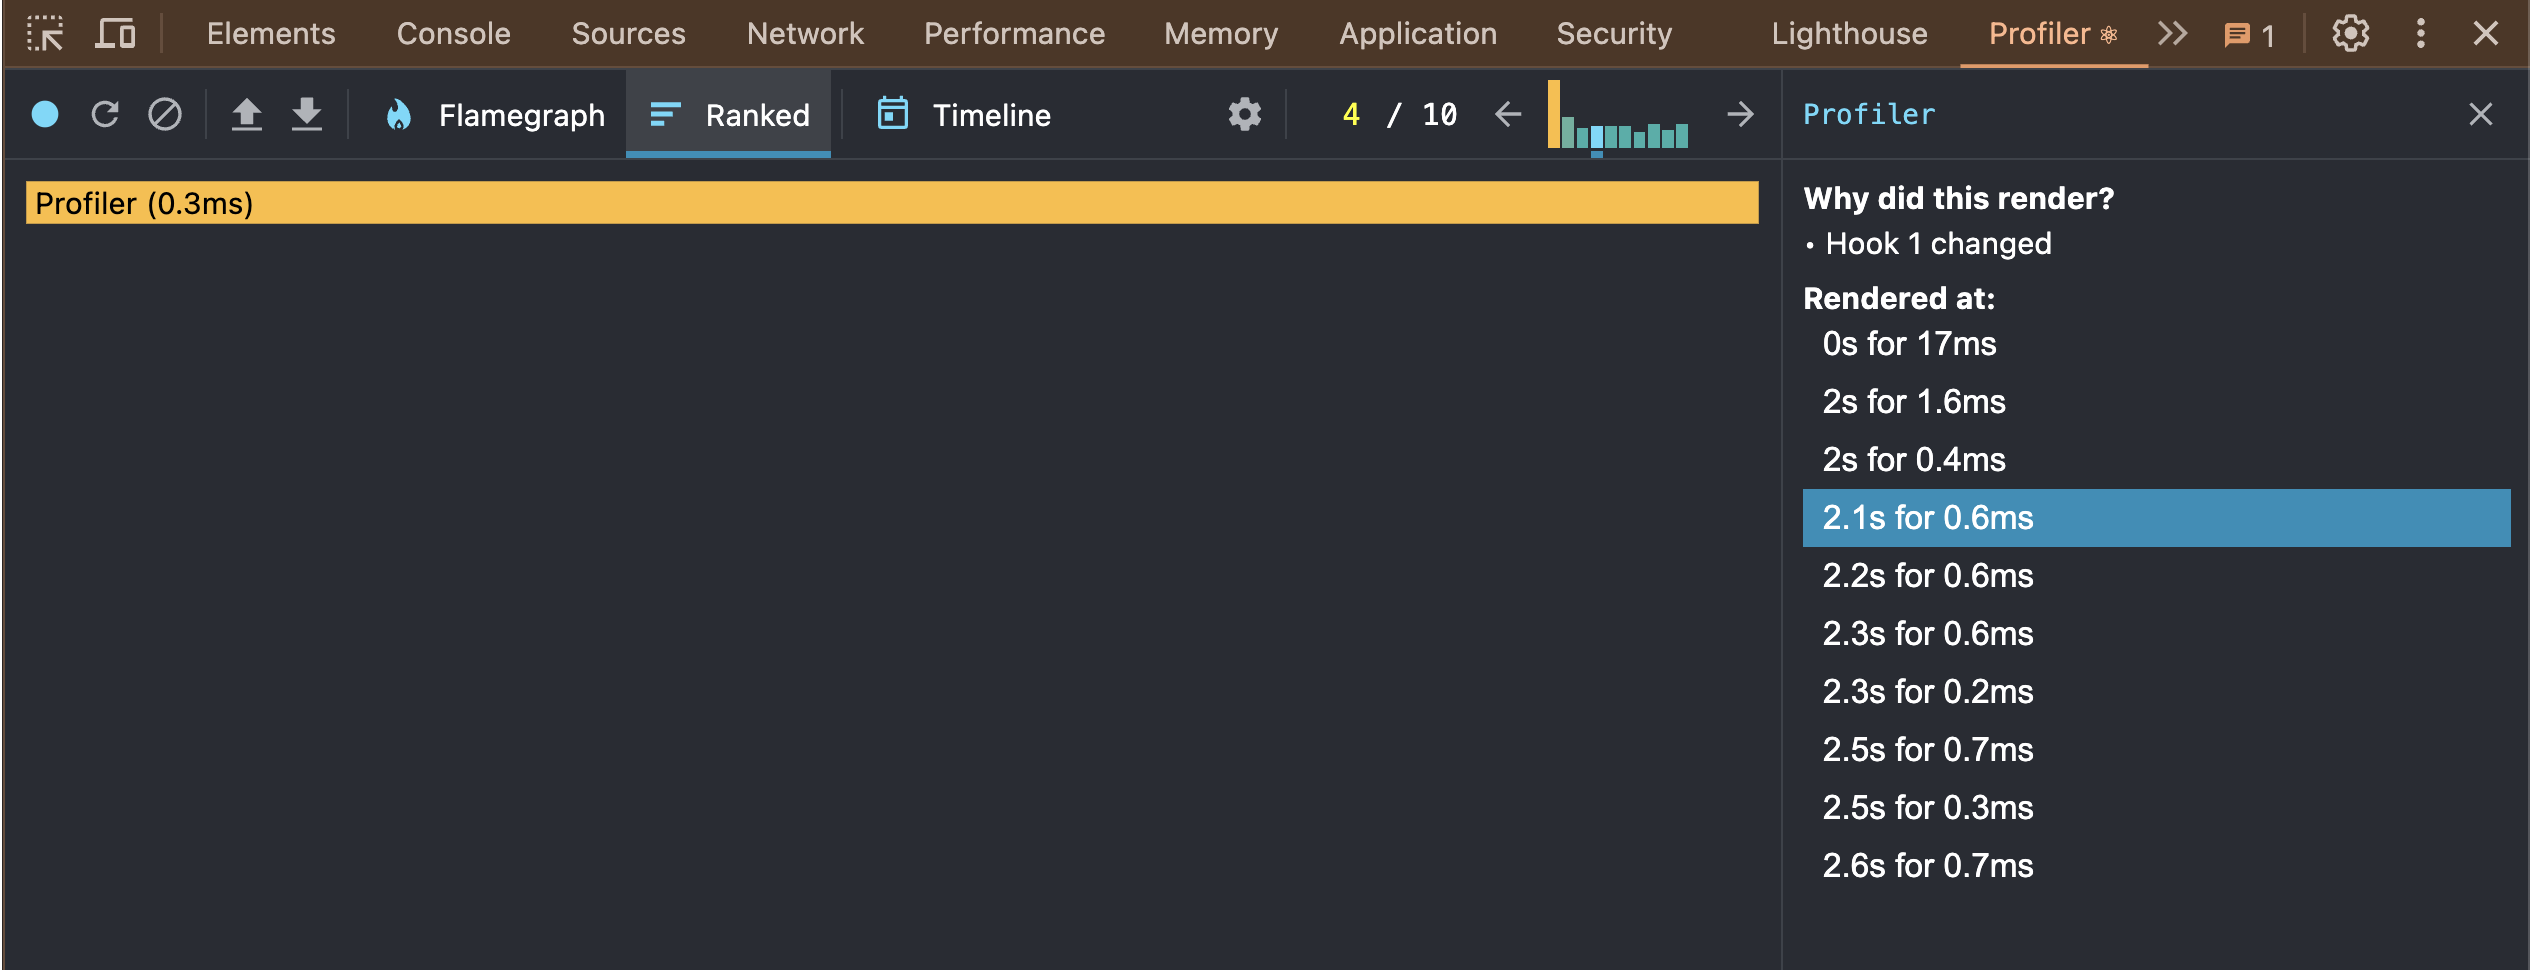 Elements Console Sources Network Performance Memory Application Security Lighthouse Profiler ⚛ 1
Flamegraph Ranked Timeline 4 / 10 Profiler
Profiler (0.3ms)
Why did this render?
• Hook 1 changed
Rendered at:
0s for 17ms
2s for 1.6ms
2s for 0.4ms
2.1s for 0.6ms
2.2s for 0.6ms
2.3s for 0.6ms
2.3s for 0.2ms
2.5s for 0.7ms
2.5s for 0.3ms
2.6s for 0.7ms